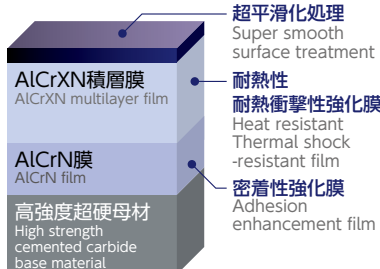 超平滑化処理
Super smooth
surface treatment
AlCrXN積層膜
AlCrXN multilayer film
耐熱性
耐熱衝撃性強化膜
Heat resistant
Thermal shock
-resistant film
AlCrN膜
AlCrN film
密着性強化膜
Adhesion
enhancement film
高強度超硬母材
High strength
cemented carbide
base material